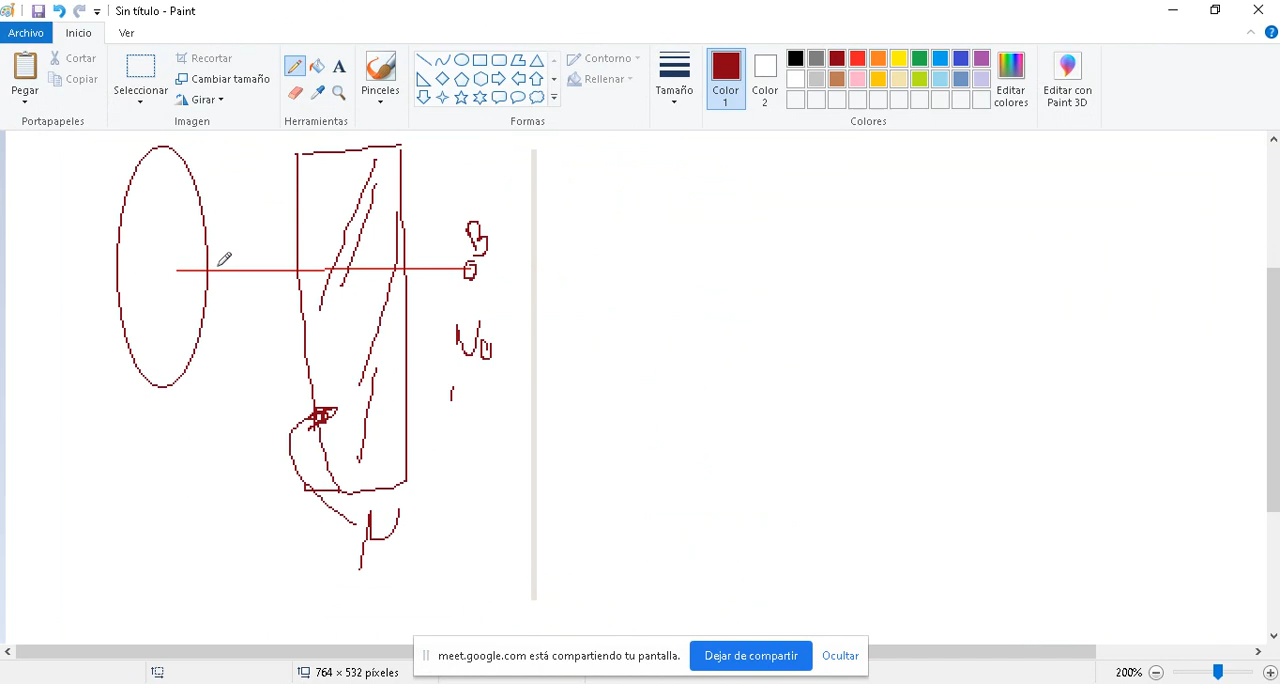 Sin título - Paint
Archivo Inicio Ver
Pegar
Cortar
Copiar
Portapapeles
Seleccionar
Recortar
Cambiar tamaño
Girar
Imagen
A
Herramientas
Pinceles
Contorno
Rellenar
Formas
Tamaño
Color 1
Color 2
Editar colores
Colores
Editar con Paint 3D
meet.google.com está compartiendo tu pantalla. Dejar de compartir Ocultar
764 × 532 píxeles 200%